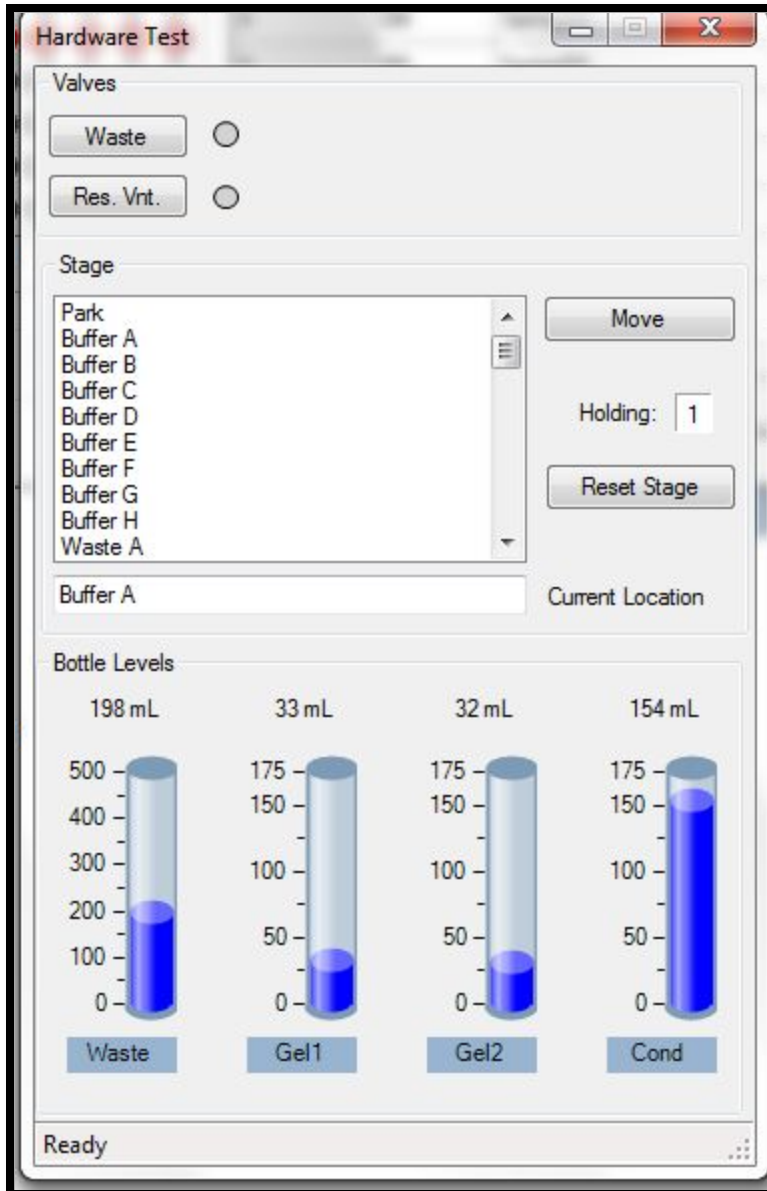 Hardware Test
Valves
Waste
Res. Vnt.
Stage
Park
Buffer A
Buffer B
Buffer C
Buffer D
Buffer E
Buffer F
Buffer G
Buffer H
Waste A
Move
Holding: 1
Reset Stage
Buffer A
Current Location
Bottle Levels
198 mL 33 mL 32 mL 154 mL
500 175 175 175
400 150 150 150
300 100 100 100
200 50 50 50
100 0 0 0
0
Waste Gel1 Gel2 Cond
Ready